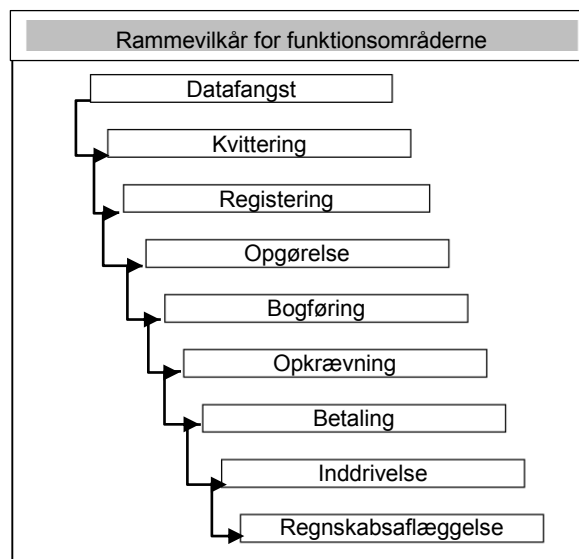 Rammevilkår for funktionsområderne
Datafangst
Kvittering
Registering
Opgørelse
Bogføring
Opkrævning
Betaling
Inddrivelse
Regnskabsaflæggelse